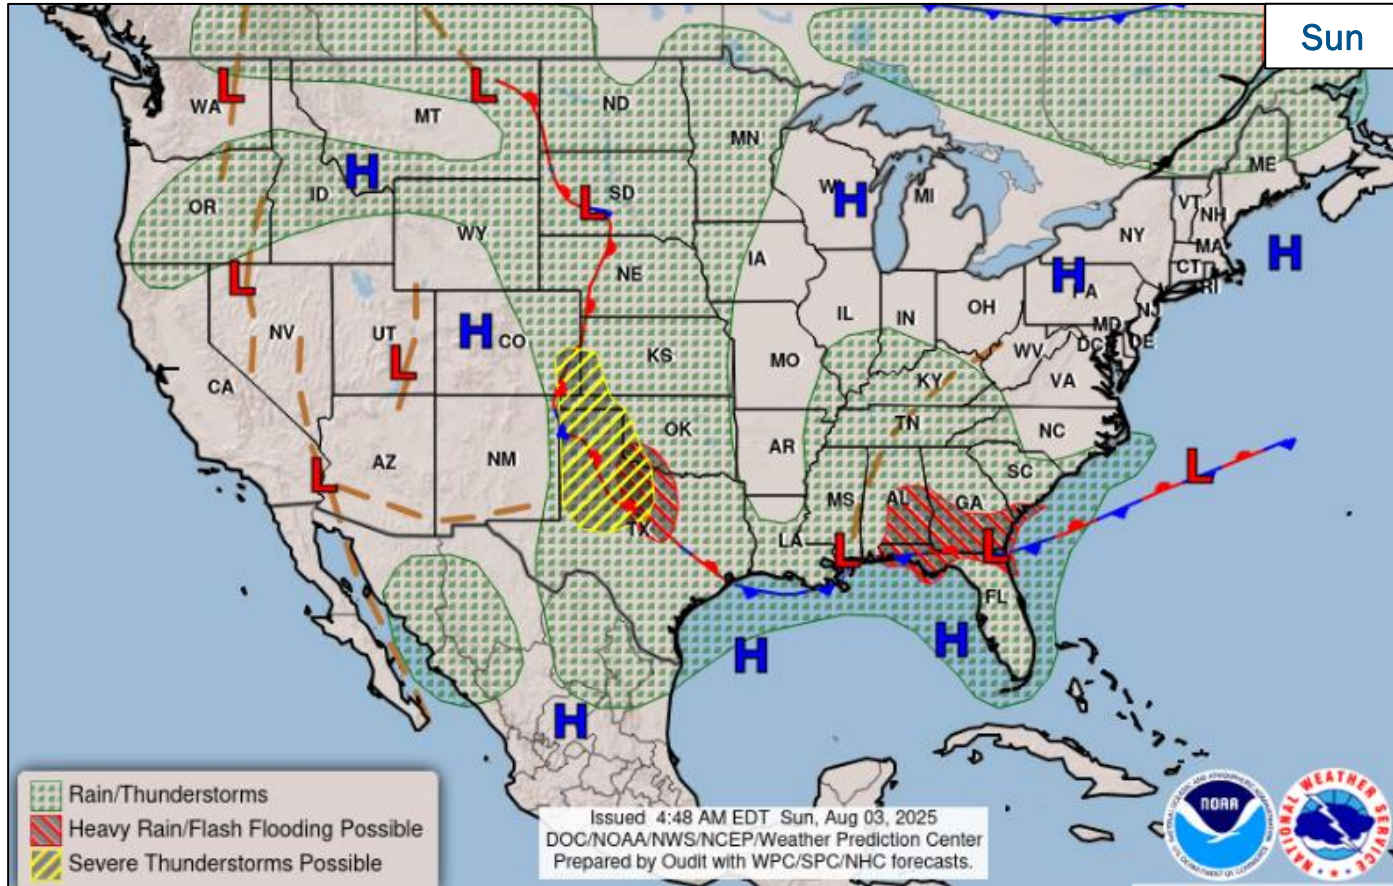 Sun
WA
MT
ND
MN
ME
OR
ID
SD
WI
MI
VT
NH
WY
NY
MA
CT
RI
NE
IA
PA
NJ
NV
UT
CO
IL
IN
OH
MD
DE
DC
WV
CA
KS
MO
KY
VA
AZ
NM
OK
AR
TN
NC
SC
MS
AL
GA
TX
LA
FL
H
H
H
H
H
H
H
H
L
L
L
L
L
L
L
L
L
Rain/Thunderstorms
Heavy Rain/Flash Flooding Possible
Severe Thunderstorms Possible
Issued 4:48 AM EDT Sun, Aug 03, 2025
DOC/NOAA/NWS/NCEP/Weather Prediction Center
Prepared by Oudit with WPC/SPC/NHC forecasts.
NOAA
NATIONAL WEATHER SERVICE